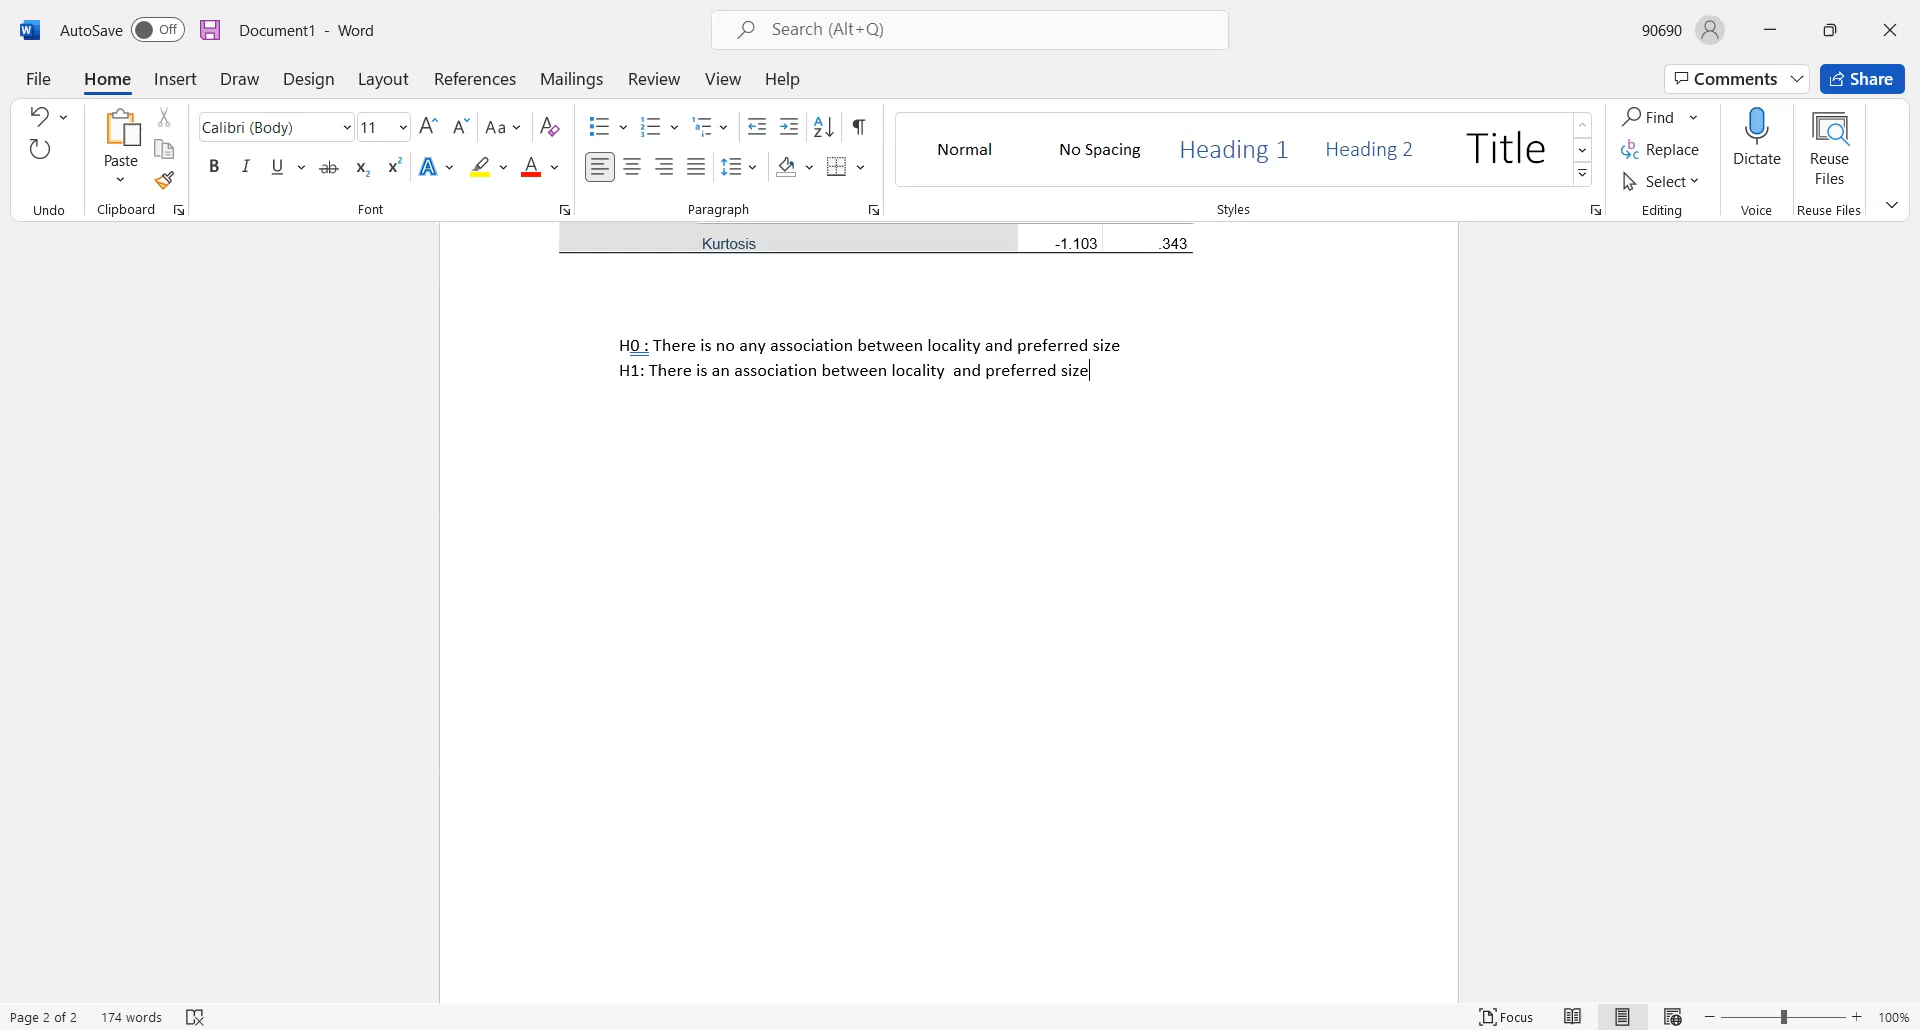 AutoSave Off Document1 - Word Search (Alt+Q) 90690
File Home Insert Draw Design Layout References Mailings Review View Help Comments Share
Calibri (Body) 11 Aa
Paste
B I U ab x₂ x² A A
Normal No Spacing Heading 1 Heading 2 Title
Find
Replace
Select
Dictate
Reuse
Files
Undo Clipboard Font Paragraph Styles Editing Voice Reuse Files
Kurtosis -1.103 .343
H0 : There is no any association between locality and preferred size
H1: There is an association between locality  and preferred size
Page 2 of 2 174 words Focus 100%